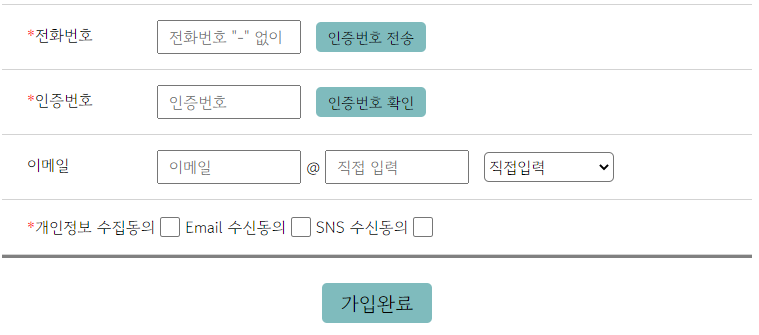 *전화번호 전화번호 "-" 없이 인증번호 전송
*인증번호 인증번호 인증번호 확인
이메일 이메일 @ 직접 입력 직접입력
*개인정보 수집동의 Email 수신동의 SNS 수신동의
가입완료